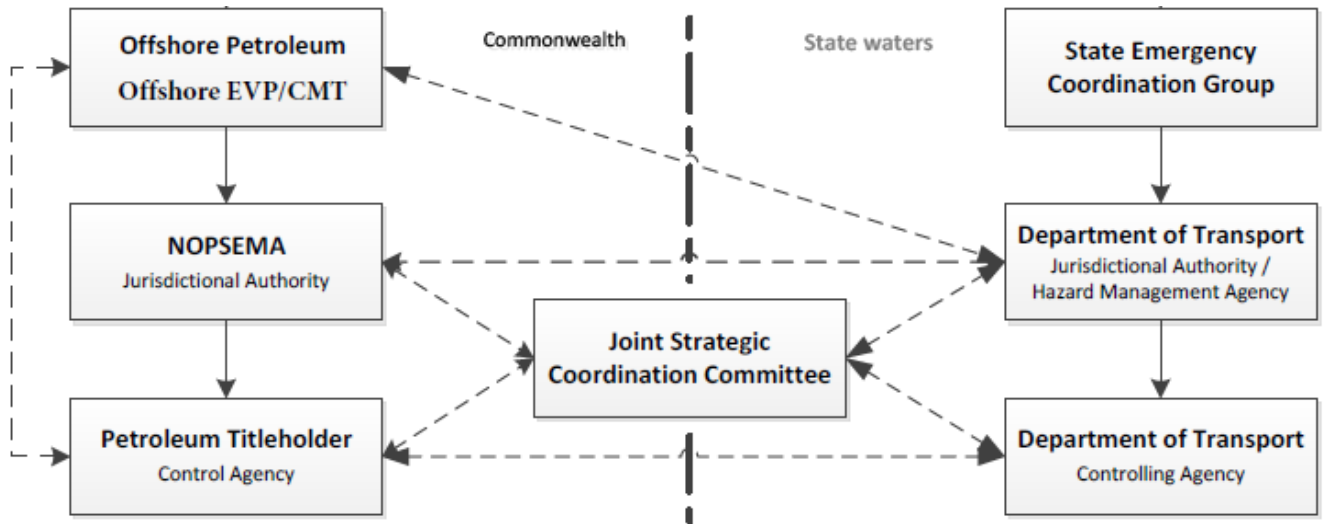 Offshore Petroleum
Offshore EVP/CMT
Commonwealth
State waters
State Emergency
Coordination Group
NOPSEMA
Jurisdictional Authority
Department of Transport
Jurisdictional Authority /
Hazard Management Agency
Joint Strategic
Coordination Committee
Petroleum Titleholder
Control Agency
Department of Transport
Controlling Agency